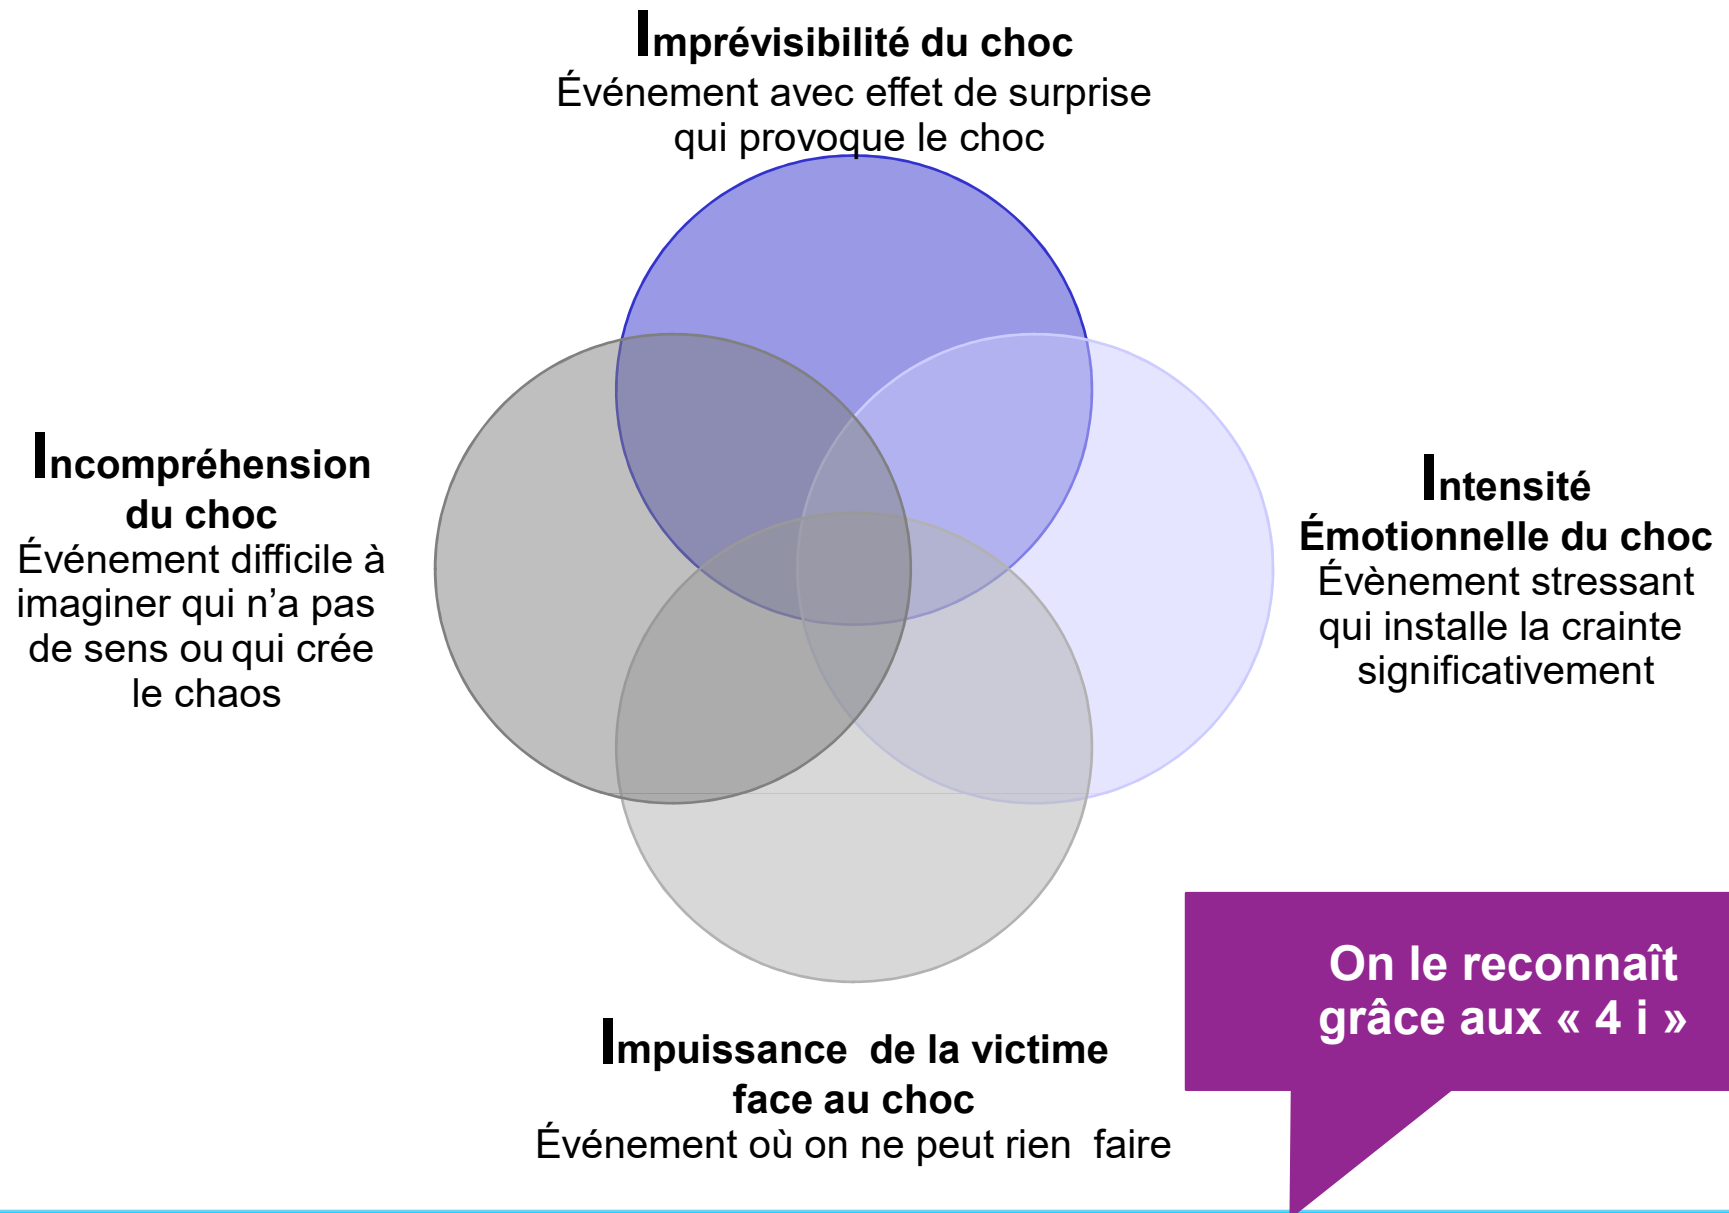 Imprévisibilité du choc
Événement avec effet de surprise
qui provoque le choc
Incompréhension
du choc
Événement difficile à
imaginer qui n’a pas
de sens ou qui crée
le chaos
Intensité
Émotionnelle du choc
Évènement stressant
qui installe la crainte
significativement
Impuissance de la victime
face au choc
Événement où on ne peut rien faire
On le reconnaît
grâce aux « 4 i »